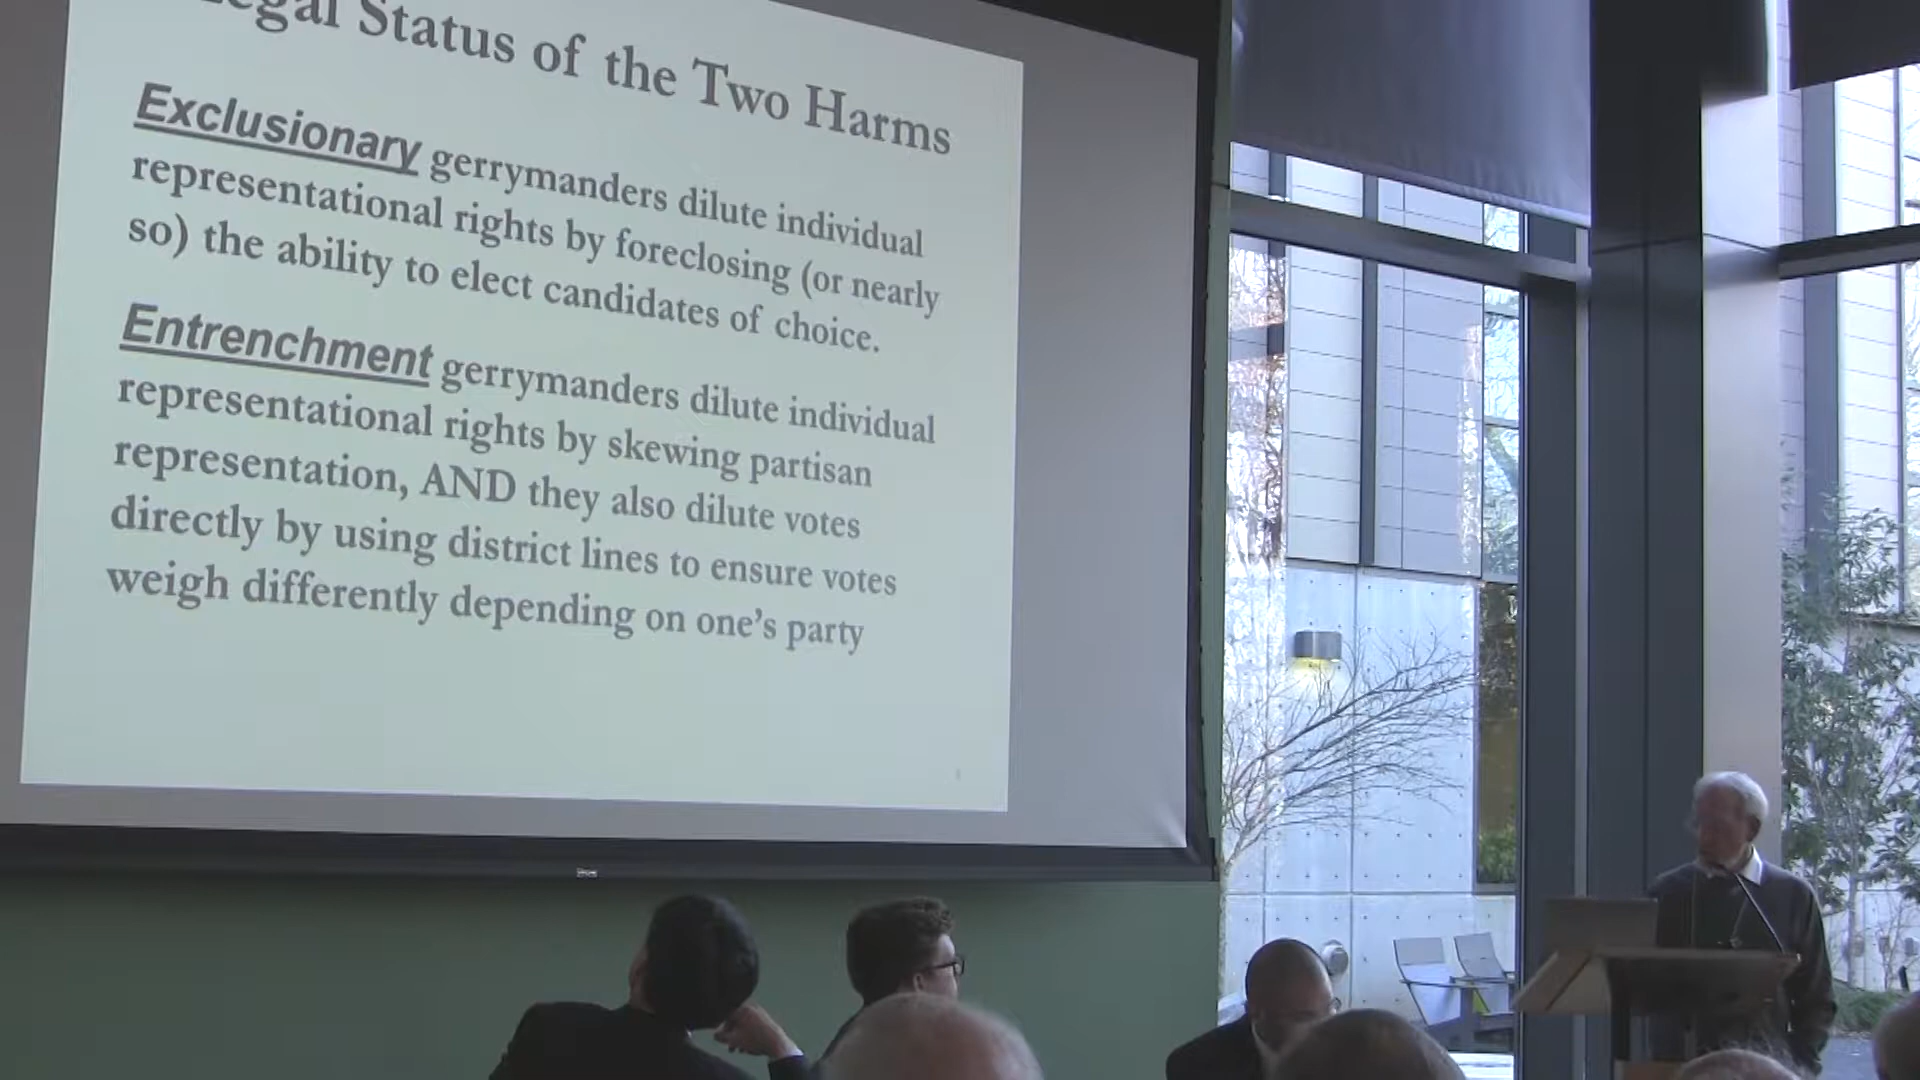 Legal Status of the Two Harms
Exclusionary gerrymanders dilute individual
representational rights by foreclosing (or nearly
so) the ability to elect candidates of choice.
Entrenchment gerrymanders dilute individual
representational rights by skewing partisan
representation, AND they also dilute votes
directly by using district lines to ensure votes
weigh differently depending on one's party